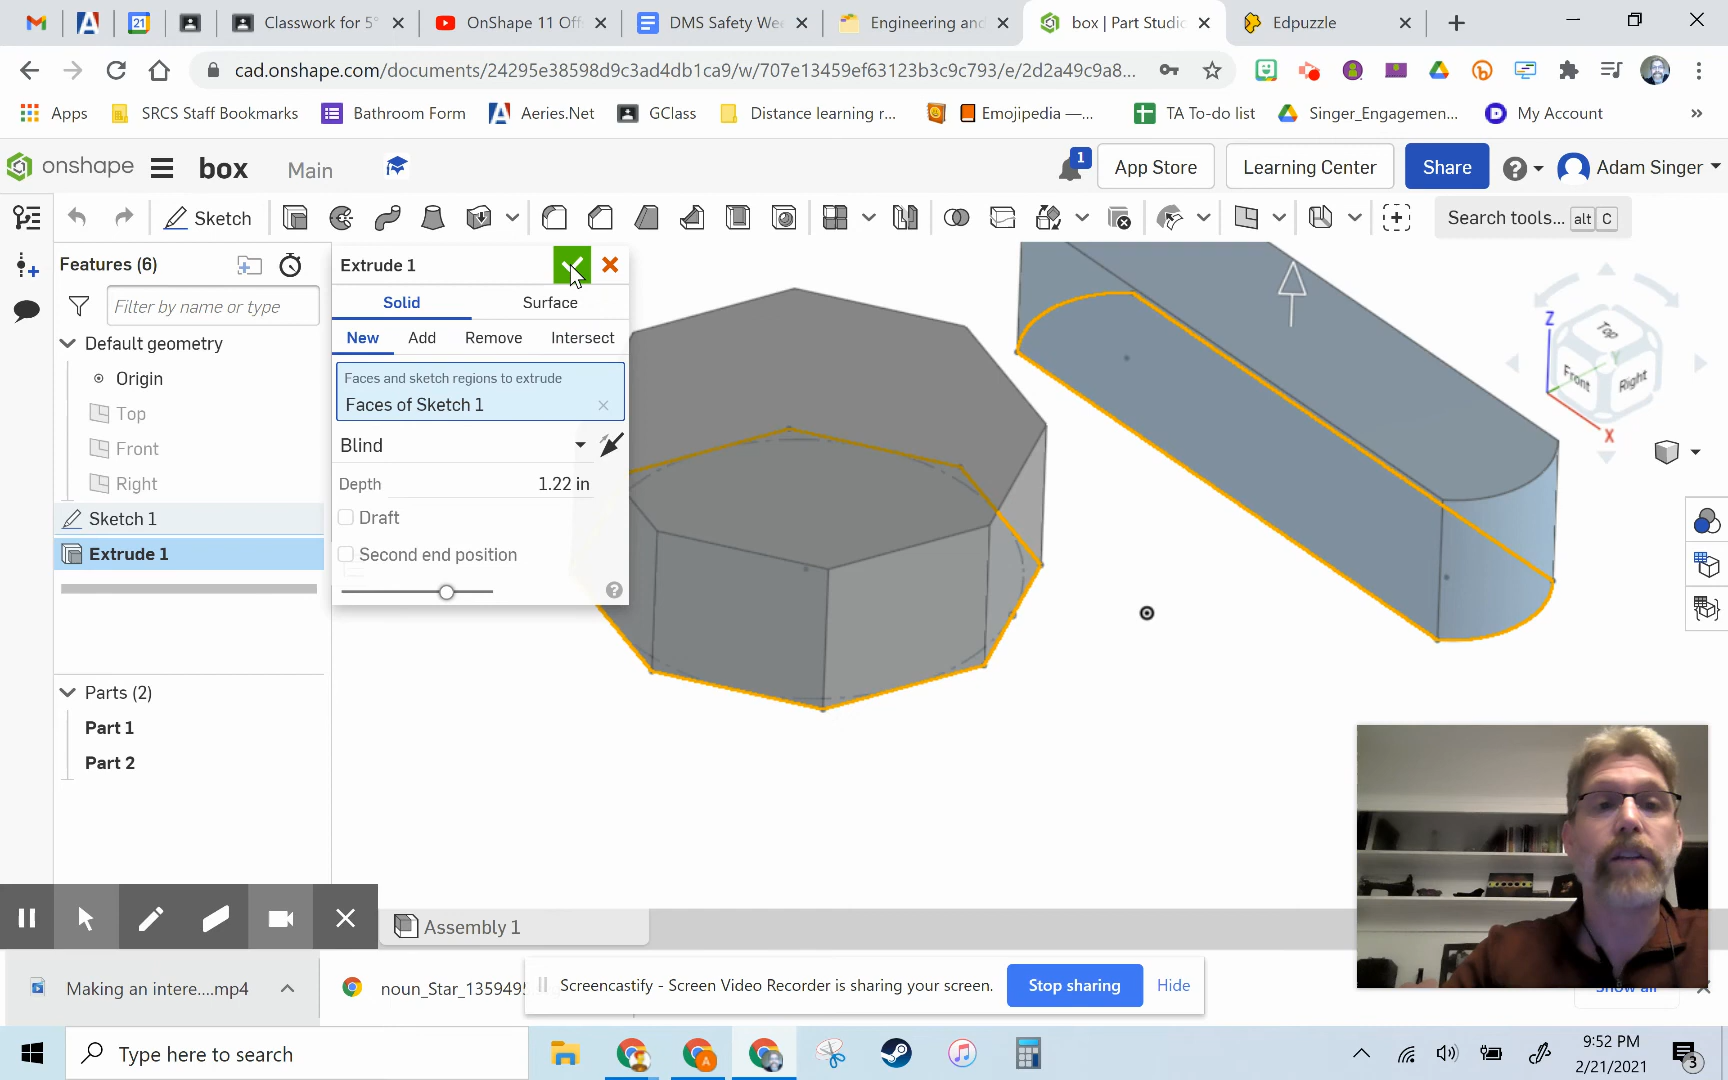 Classwork for 5°
OnShape 11 Off
DMS Safety We
Engineering an
box | Part Studi
Edpuzzle
cad.onshape.com/documents/24295e38598d9c3ad4db1ca9/w/707e13459ef63123b3c9c793/e/2d2a49c9a8...
Apps
SRCS Staff Bookmarks
Bathroom Form
Aeries.Net
GClass
Distance learning r...
Emojipedia —...
TA To-do list
Singer_Engagemen...
My Account
»
onshape
box
Main
1
App Store
Learning Center
Share
Adam Singer
Sketch
Search tools... alt C
Features (6)
Filter by name or type
Default geometry
Origin
Top
Front
Right
Sketch 1
Extrude 1
Parts (2)
Part 1
Part 2
Extrude 1
Solid
Surface
New
Add
Remove
Intersect
Faces and sketch regions to extrude
Faces of Sketch 1
Blind
Depth
1.22 in
Draft
Second end position
Z
Top
Y
Front
Right
X
Assembly 1
Making an intere....mp4
noun_Star_1359495
Screencastify - Screen Video Recorder is sharing your screen.
Stop sharing
Hide
Show all
Type here to search
9:52 PM
2/21/2021
3